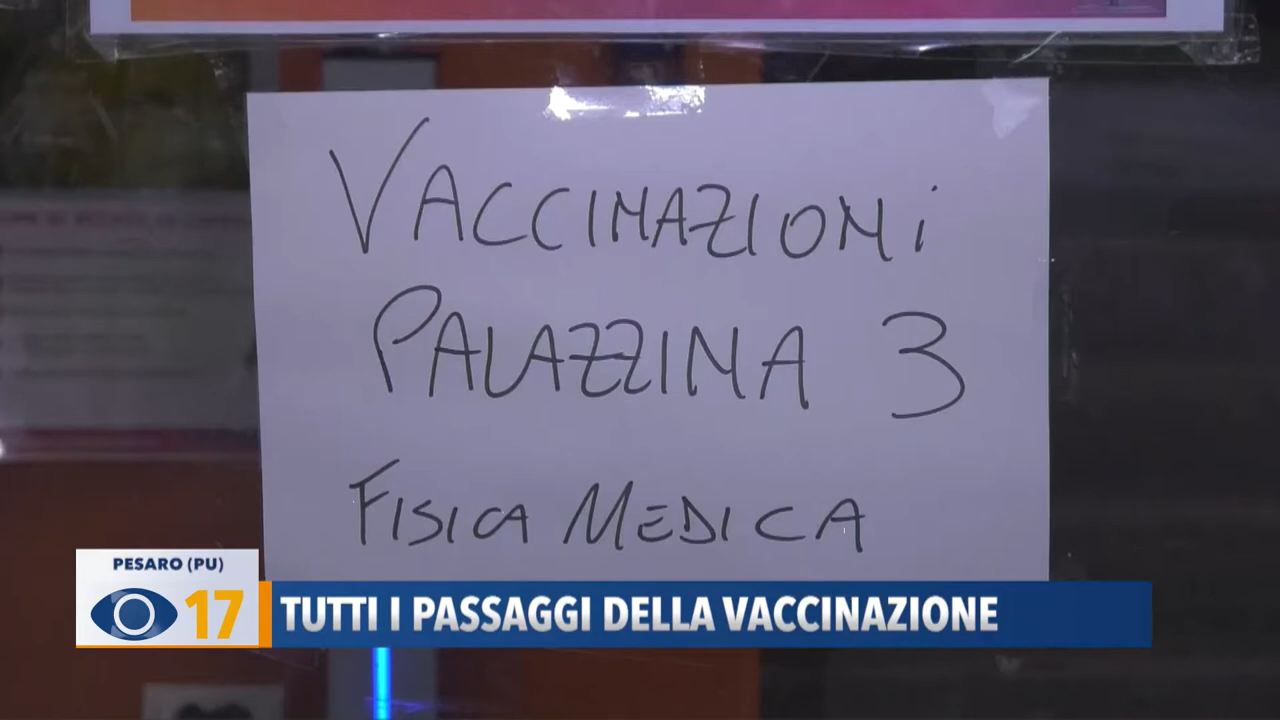 VACCINAZIONi
PALAZZINA 3
FISICA MEDICA
PESARO (PU)
17
TUTTI I PASSAGGI DELLA VACCINAZIONE